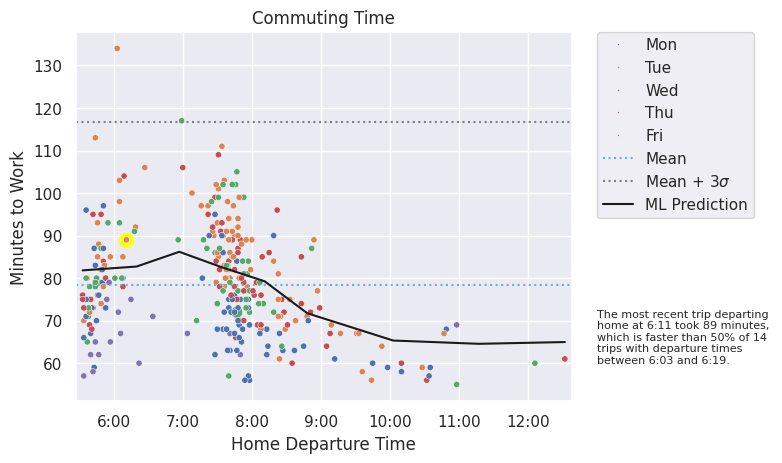 Commuting Time
Minutes to Work
130
120
110
100
90
80
70
60
6:00 7:00 8:00 9:00 10:00 11:00 12:00
Home Departure Time
Mon
Tue
Wed
Thu
Fri
Mean
Mean + 3σ
ML Prediction
The most recent trip departing
home at 6:11 took 89 minutes,
which is faster than 50% of 14
trips with departure times
between 6:03 and 6:19.